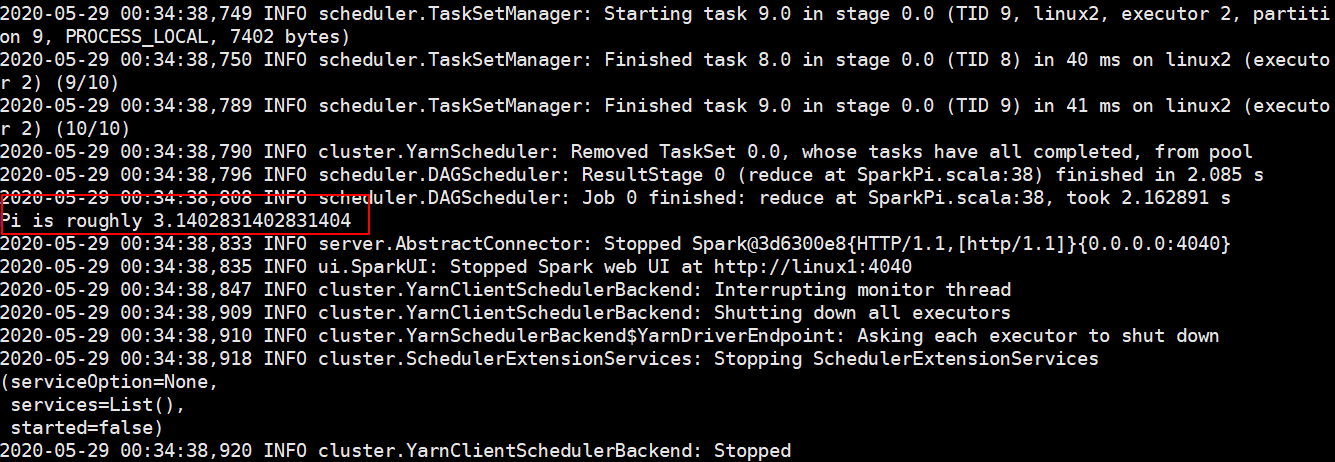 2020-05-29 00:34:38,749 INFO scheduler.TaskSetManager: Starting task 9.0 in stage 0.0 (TID 9, linux2, executor 2, partiti
on 9, PROCESS_LOCAL, 7402 bytes)
2020-05-29 00:34:38,750 INFO scheduler.TaskSetManager: Finished task 8.0 in stage 0.0 (TID 8) in 40 ms on linux2 (executo
r 2) (9/10)
2020-05-29 00:34:38,789 INFO scheduler.TaskSetManager: Finished task 9.0 in stage 0.0 (TID 9) in 41 ms on linux2 (executo
r 2) (10/10)
2020-05-29 00:34:38,790 INFO cluster.YarnScheduler: Removed TaskSet 0.0, whose tasks have all completed, from pool
2020-05-29 00:34:38,796 INFO scheduler.DAGScheduler: ResultStage 0 (reduce at SparkPi.scala:38) finished in 2.085 s
2020-05-29 00:34:38,808 INFO scheduler.DAGScheduler: Job 0 finished: reduce at SparkPi.scala:38, took 2.162891 s
Pi is roughly 3.1402831402831404
2020-05-29 00:34:38,833 INFO server.AbstractConnector: Stopped Spark@3d6300e8{HTTP/1.1,[http/1.1]}{0.0.0.0:4040}
2020-05-29 00:34:38,835 INFO ui.SparkUI: Stopped Spark web UI at http://linux1:4040
2020-05-29 00:34:38,847 INFO cluster.YarnClientSchedulerBackend: Interrupting monitor thread
2020-05-29 00:34:38,909 INFO cluster.YarnClientSchedulerBackend: Shutting down all executors
2020-05-29 00:34:38,910 INFO cluster.YarnSchedulerBackend$YarnDriverEndpoint: Asking each executor to shut down
2020-05-29 00:34:38,918 INFO cluster.SchedulerExtensionServices: Stopping SchedulerExtensionServices
(serviceOption=None,
 services=List(),
 started=false)
2020-05-29 00:34:38,920 INFO cluster.YarnClientSchedulerBackend: Stopped